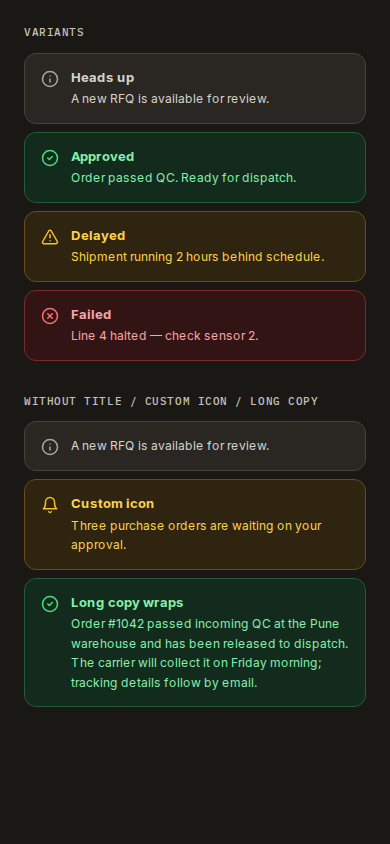 VARIANTS
Heads up
A new RFQ is available for review.
Approved
Order passed QC. Ready for dispatch.
Delayed
Shipment running 2 hours behind schedule.
Failed
Line 4 halted — check sensor 2.
WITHOUT TITLE / CUSTOM ICON / LONG COPY
A new RFQ is available for review.
Custom icon
Three purchase orders are waiting on your
approval.
Long copy wraps
Order #1042 passed incoming QC at the Pune
warehouse and has been released to dispatch.
The carrier will collect it on Friday morning;
tracking details follow by email.